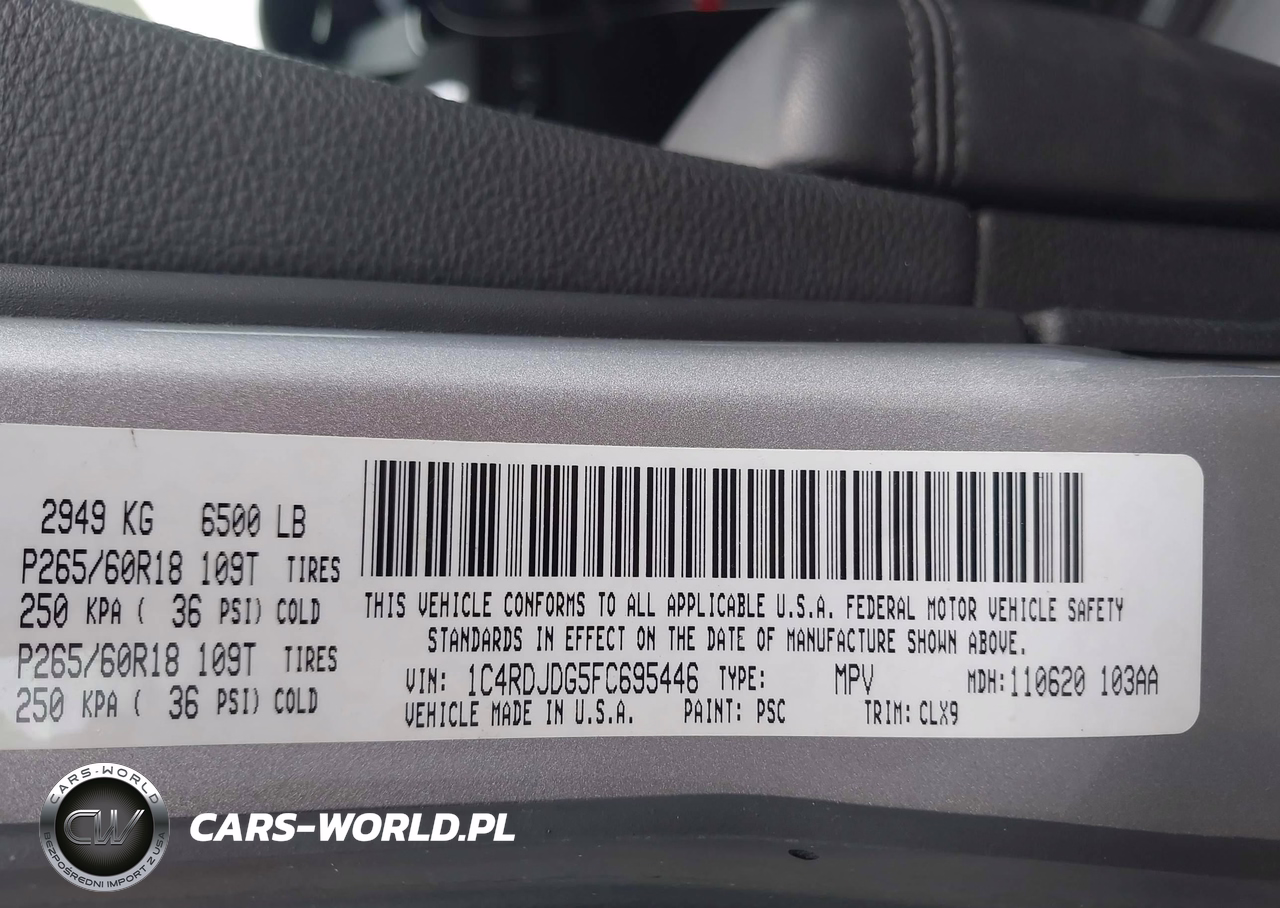 2949 KG 6500 LB
P265/60R18 109T TIRES
250 KPA ( 36 PSI) COLD
P265/60R18 109T TIRES
250 KPA ( 36 PSI) COLD
THIS VEHICLE CONFORMS TO ALL APPLICABLE U.S.A. FEDERAL MOTOR VEHICLE SAFETY
STANDARDS IN EFFECT ON THE DATE OF MANUFACTURE SHOWN ABOVE.
VIN: 1C4RDJDG5FC695446 TYPE: MPV MDH: 110620 103AA
VEHICLE MADE IN U.S.A. PAINT: PSC TRIM: CLX9
CARS-WORLD
CW
BEZPOŚREDNI IMPORT Z USA
CARS-WORLD.PL